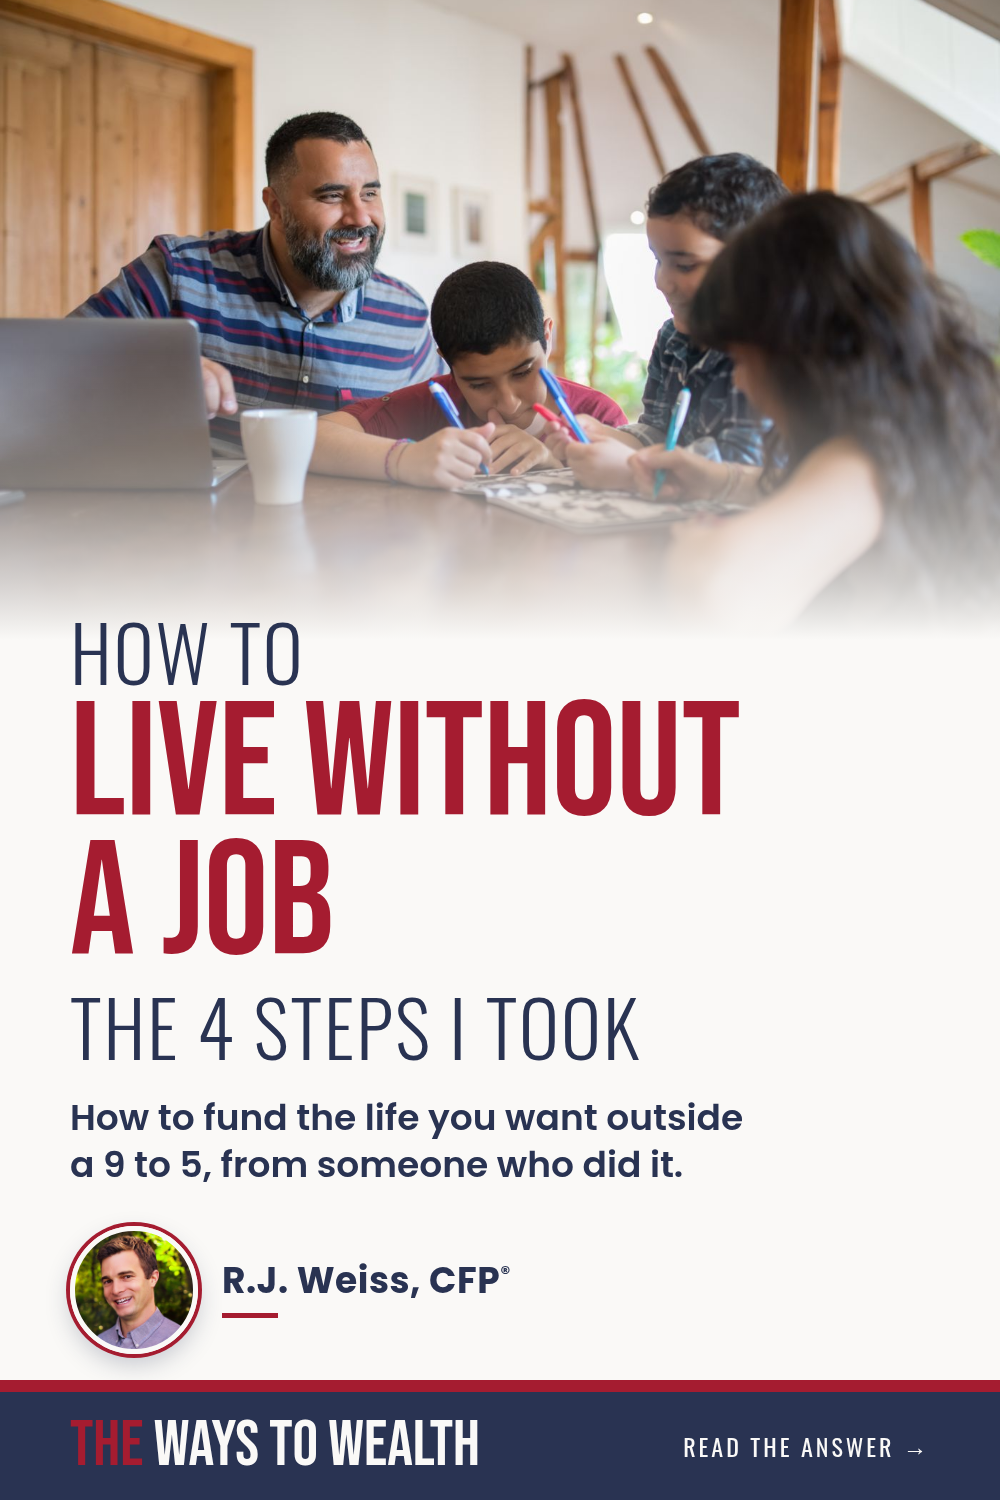 HOW TO
LIVE WITHOUT
A JOB
THE 4 STEPS I TOOK
How to fund the life you want outside
a 9 to 5, from someone who did it.
R.J. Weiss, CFP®
THE WAYS TO WEALTH
READ THE ANSWER →